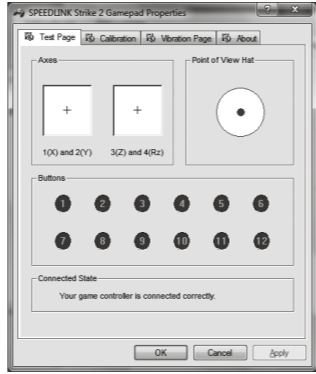 SPEEDLINK Strike 2 Gamepad Properties
?
Test Page Calibration Vibration Page About
Axes
Point of View Hat
1(X) and 2(Y) 3(Z) and 4(Rz)
Buttons
1 2 3 4 5 6
7 8 9 10 11 12
Connected State
Your game controller is connected correctly.
OK Cancel Apply